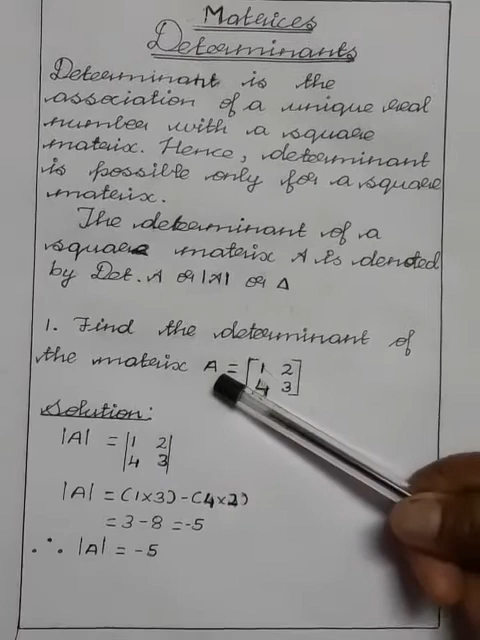 Matrices
Determinants
Determinant is the
association of a unique real
number with a square
matrix. Hence, determinant
is possible only for a square
matrix.
The determinant of a
square matrix A is denoted
by Det. A or |A| or Δ
1. Find the determinant of
the matrix A = [1 2
4 3]
Solution:
|A| = |1 2|
|4 3|
|A| = (1×3) - (4×2)
= 3 - 8 = -5
∴ |A| = -5